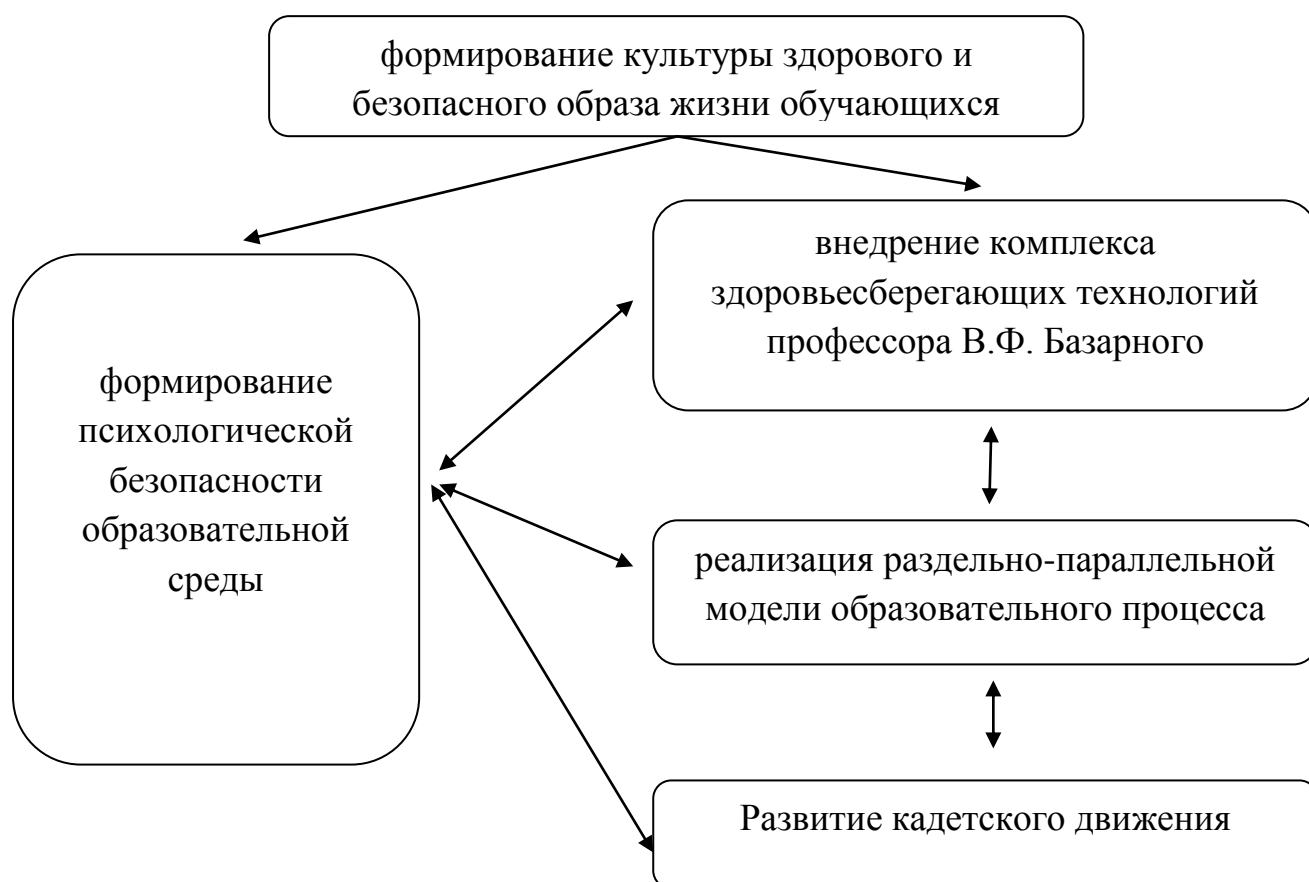 формирование культуры здорового и
безопасного образа жизни обучающихся
внедрение комплекса
здоровьесберегающих технологий
профессора В.Ф. Базарного
формирование
психологической
безопасности
образовательной
среды
реализация раздельно-параллельной
модели образовательного процесса
Развитие кадетского движения